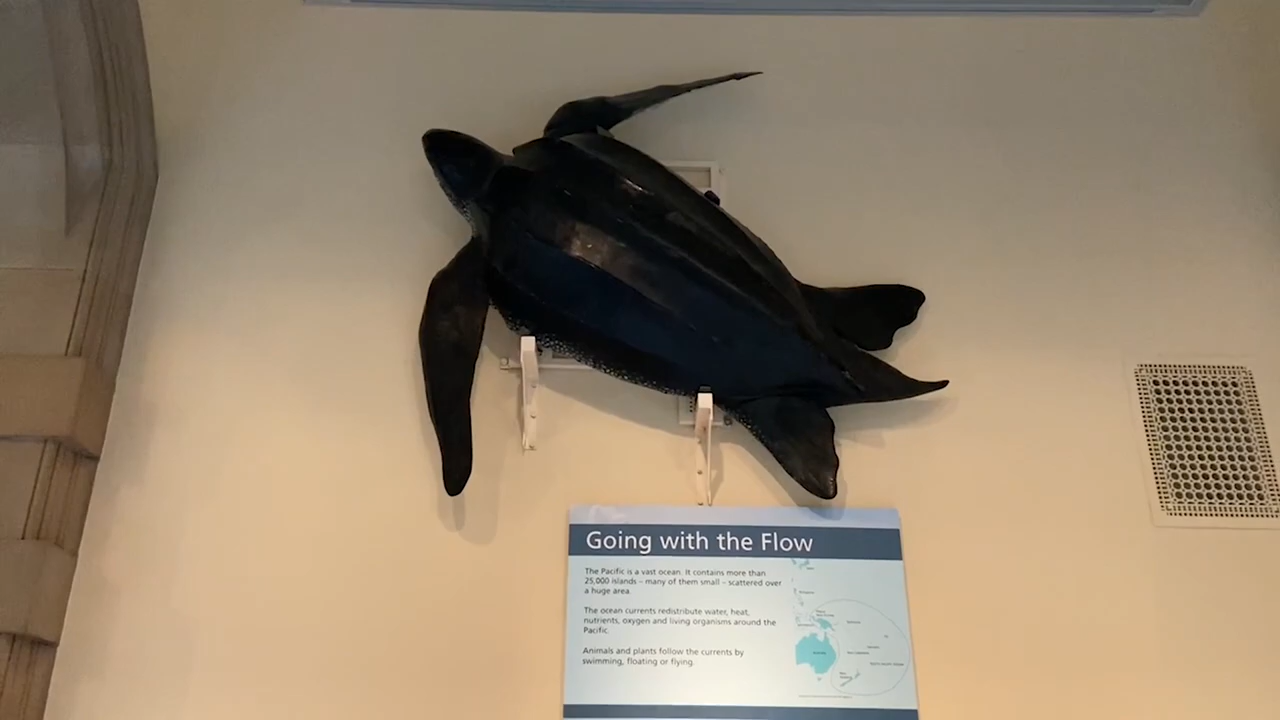 Going with the Flow
The Pacific is a vast ocean. It contains more than
25,000 islands – many of them small – scattered over
a huge area.
The ocean currents redistribute water, heat,
nutrients, oxygen and living organisms around the
Pacific.
Animals and plants follow the currents by
swimming, floating or flying.
Australia